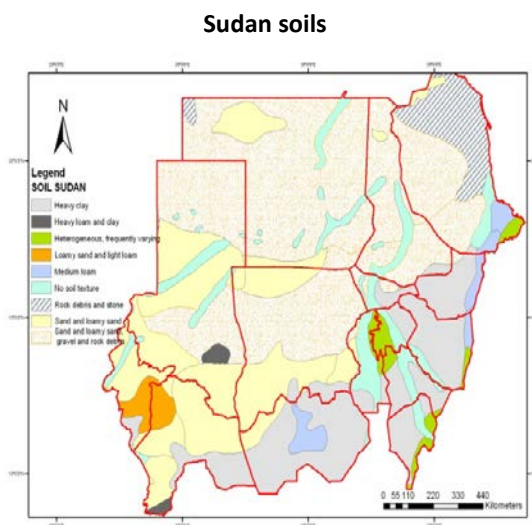 Sudan soils
N
Legend
SOIL SUDAN
Heavy clay
Heavy loam and clay
Heterogeneous, frequently varying
Loamy sand and light loam
Medium loam
No soil texture
Rock debris and stone
Sand and loamy sand
Sand and loamy sand,
gravel and rock debris
0 55 110 220 330 440
Kilometers